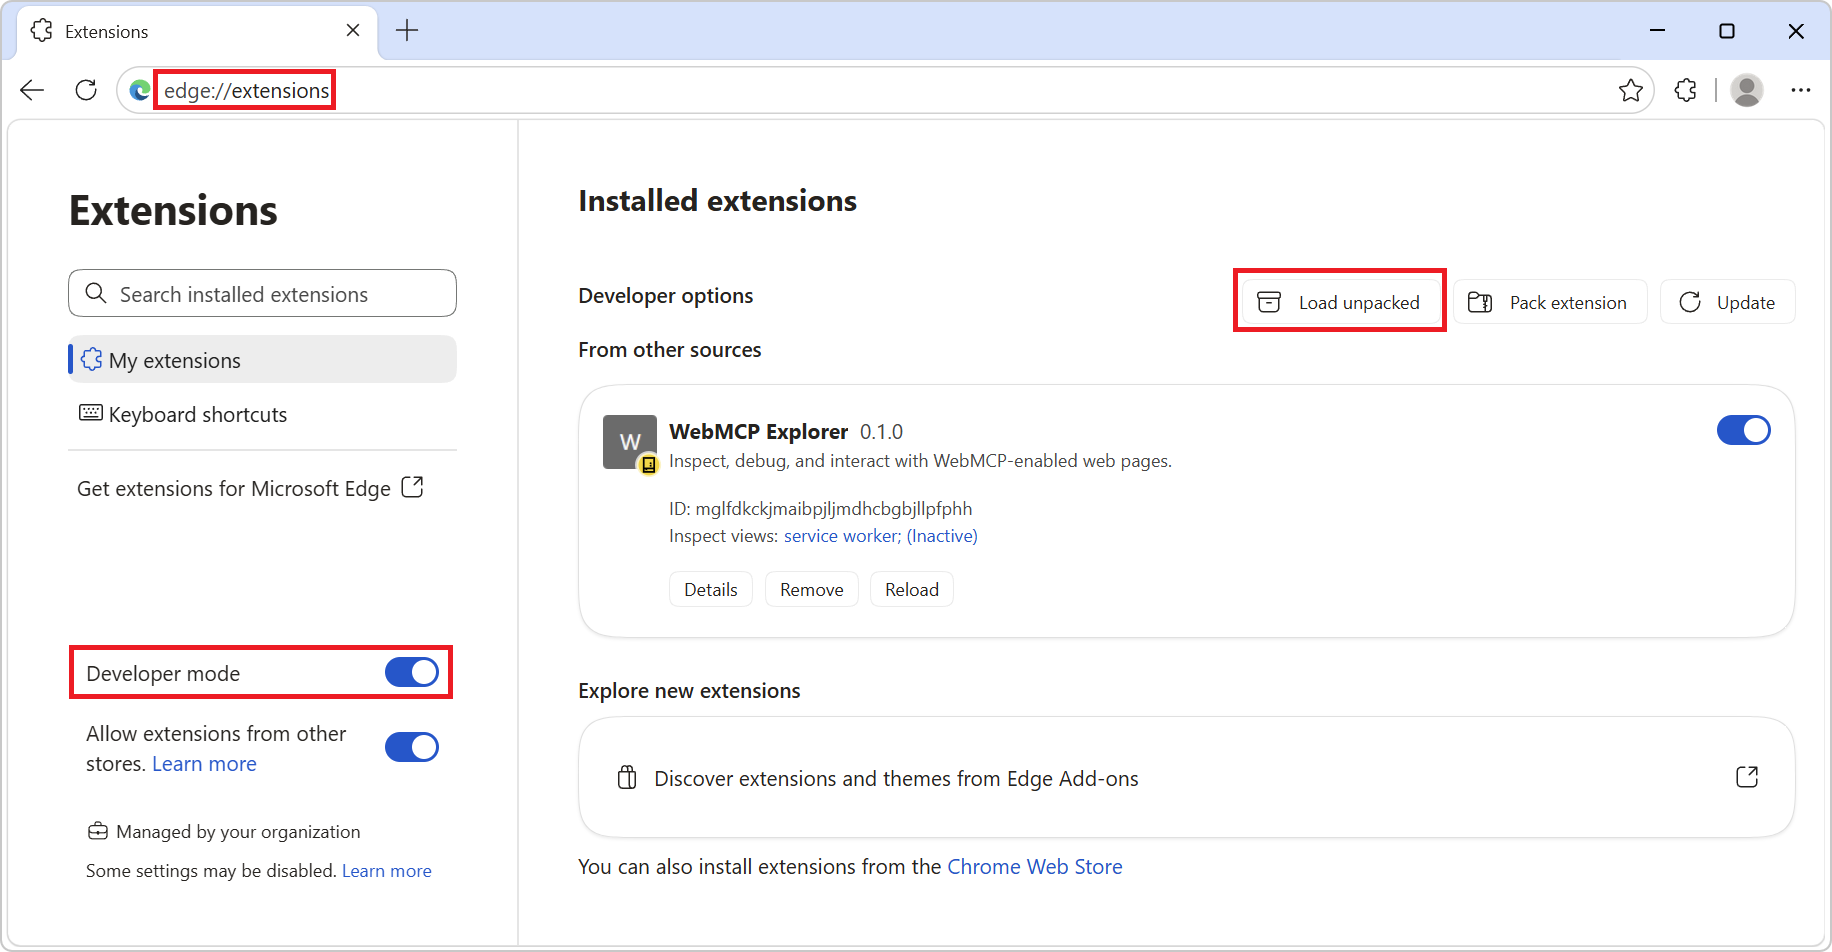 Extensions
edge://extensions
Extensions
Search installed extensions
My extensions
Keyboard shortcuts
Get extensions for Microsoft Edge
Developer mode
Allow extensions from other
stores. Learn more
Managed by your organization
Some settings may be disabled. Learn more
Installed extensions
Developer options
Load unpacked
Pack extension
Update
From other sources
W
WebMCP Explorer 0.1.0
Inspect, debug, and interact with WebMCP-enabled web pages.
ID: mglfdkckjmaibpjljmdhcbgbjllpfphh
Inspect views: service worker; (Inactive)
Details
Remove
Reload
Explore new extensions
Discover extensions and themes from Edge Add-ons
You can also install extensions from the Chrome Web Store